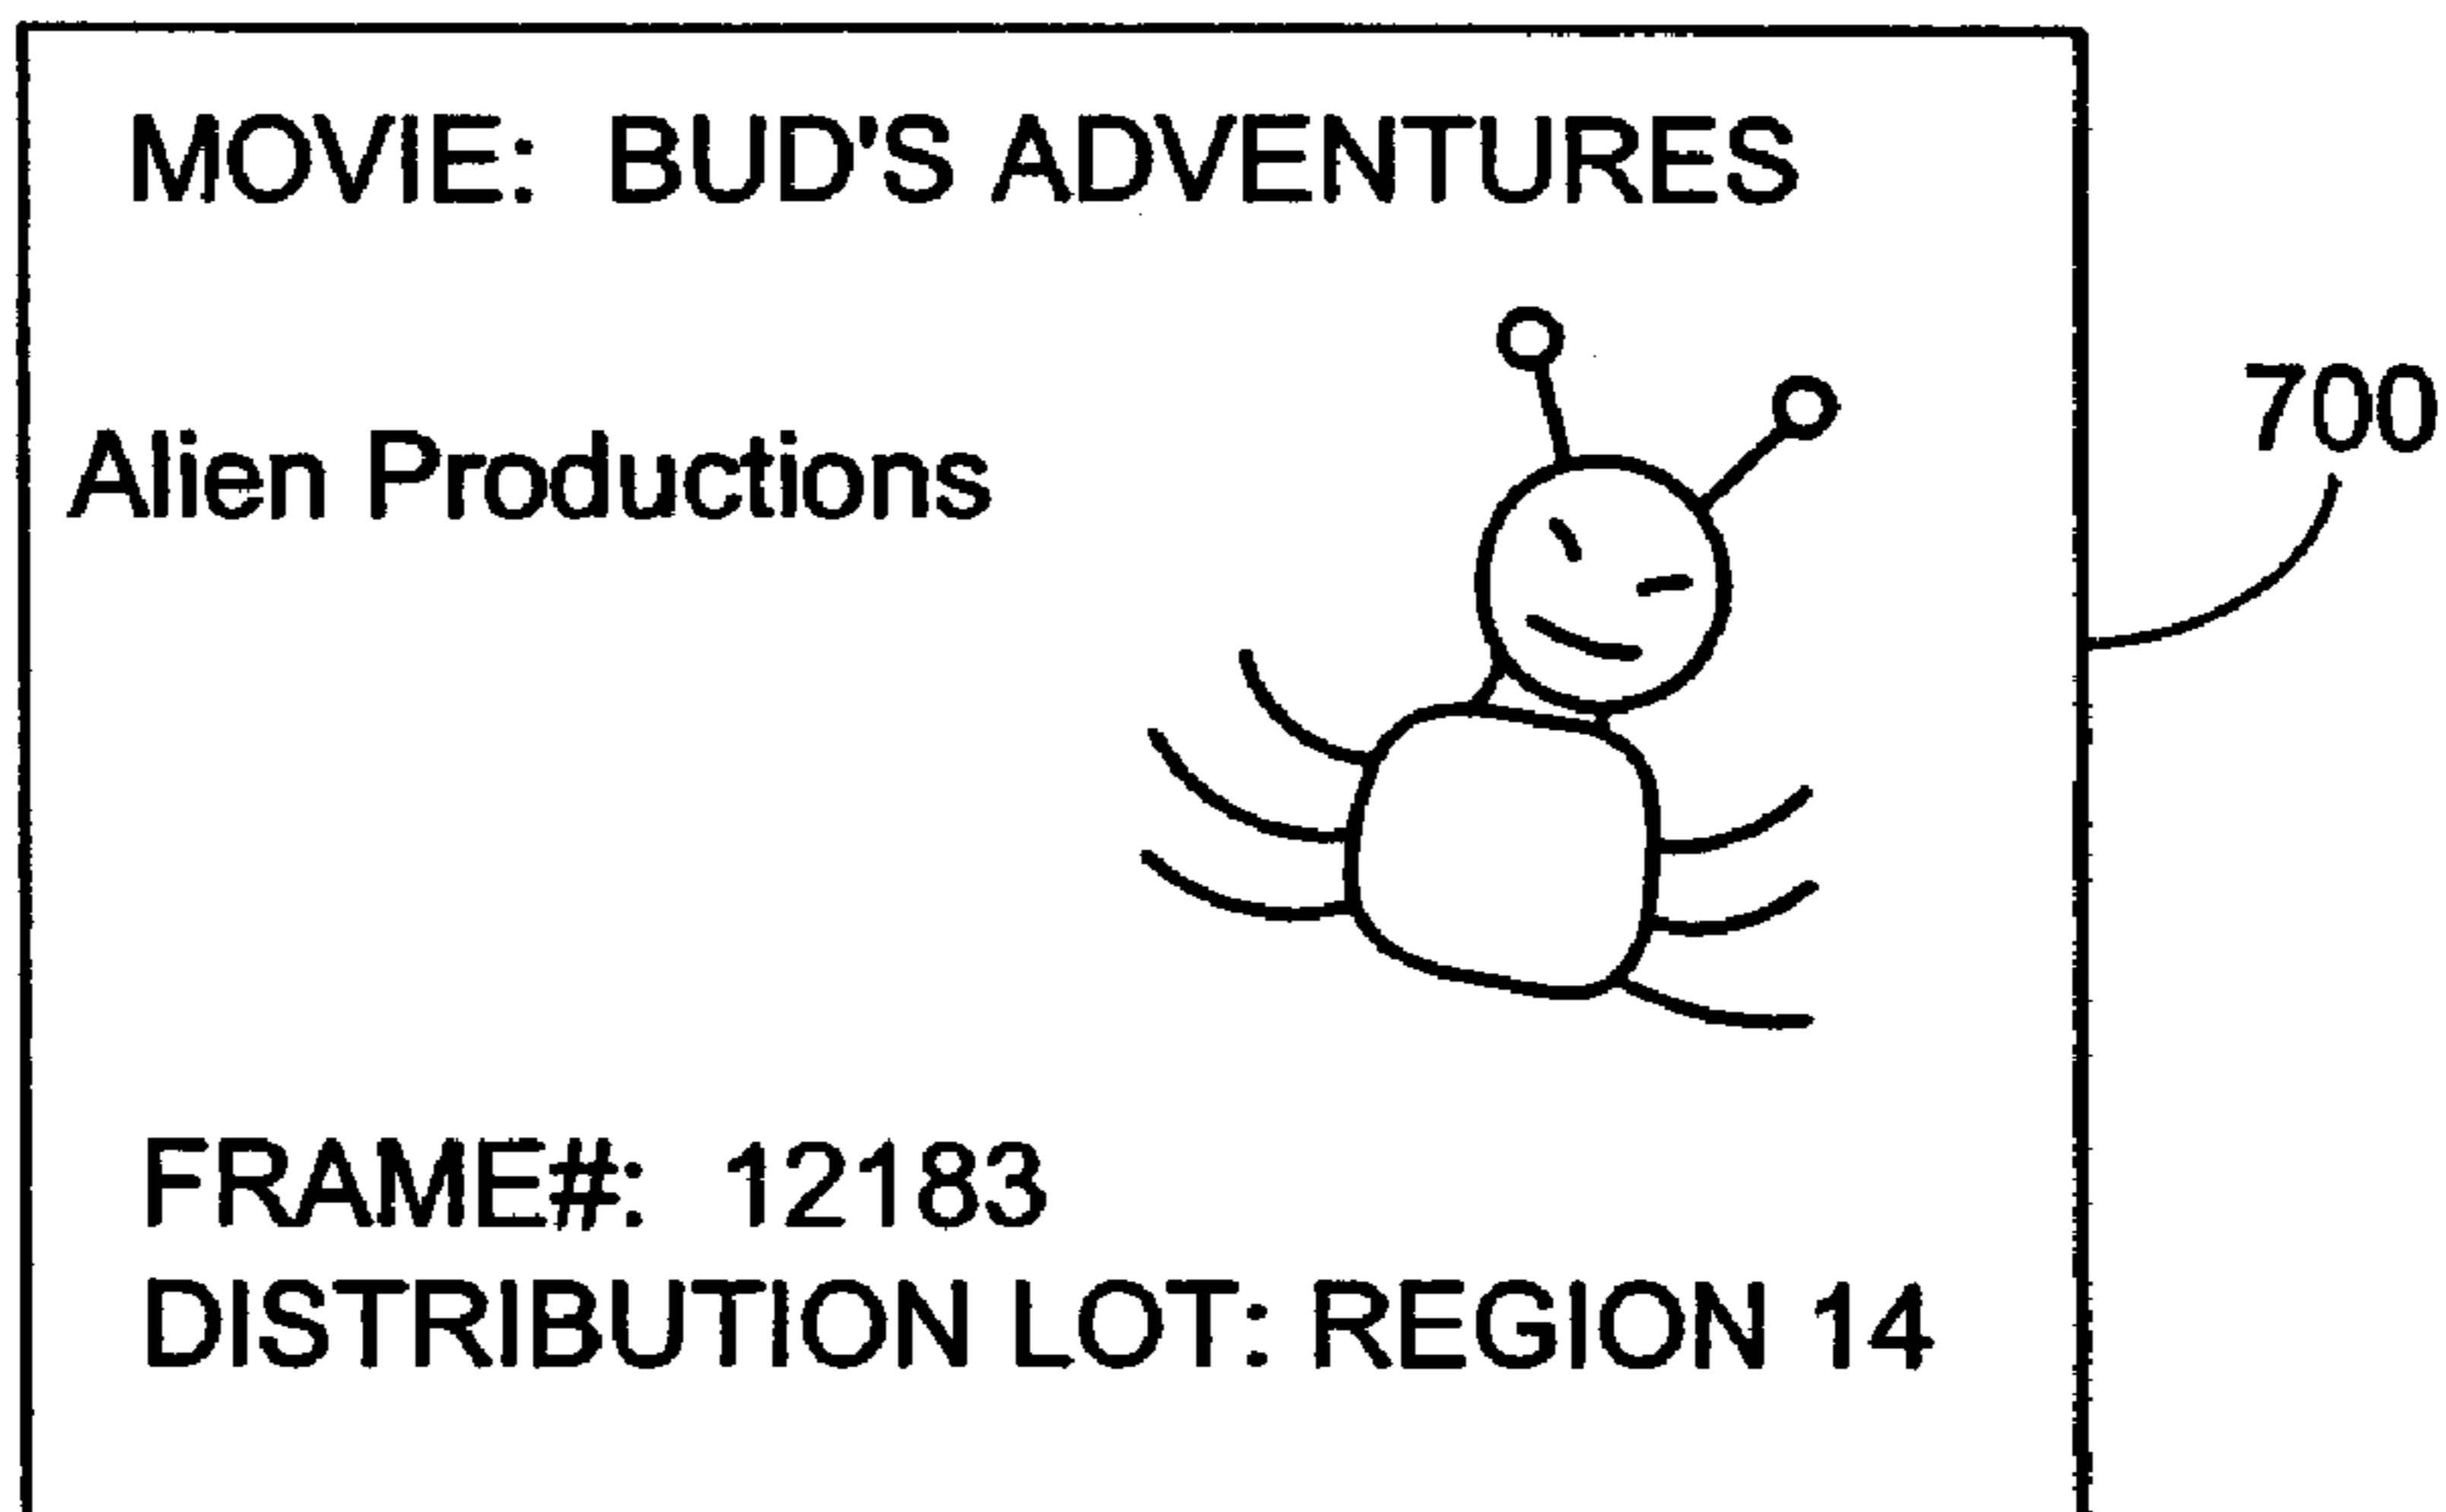 MOVIE: BUD'S ADVENTURES
700
Alien Productions
FRAME#: 12183
DISTRIBUTION LOT: REGION 14